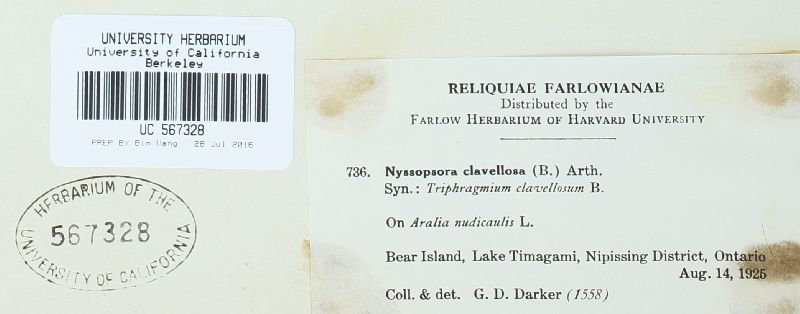 UNIVERSITY HERBARIUM
University of California
Berkeley
UC 567328
PREP BY Bin Wang : 28 Jul 2016
HERBARIUM OF THE
567328
UNIVERSITY OF CALIFORNIA
RELIQUIAE FARLOWIANAE
Distributed by the
FARLOW HERBARIUM OF HARVARD UNIVERSITY
736. Nyssopsora clavellosa (B.) Arth.
Syn.: Triphragmium clavellosum B.
On Aralia nudicaulis L.
Bear Island, Lake Timagami, Nipissing District, Ontario
Aug. 14, 1925
Coll. & det. G. D. Darker (1558)